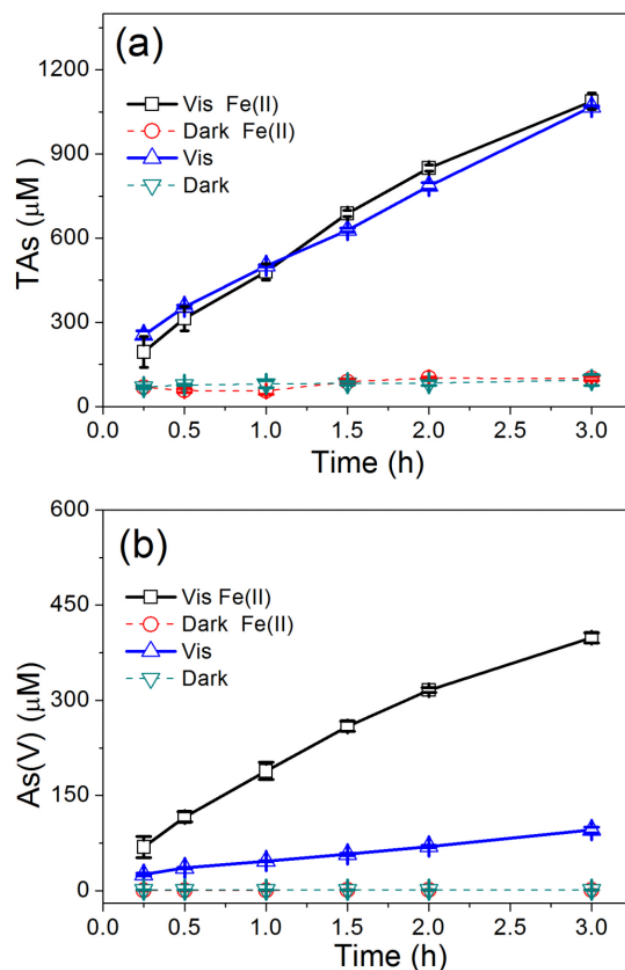 (a)
1200
900
600
300
0
TAs (μM)
Vis Fe(II)
Dark Fe(II)
Vis
Dark
0.0 0.5 1.0 1.5 2.0 2.5 3.0
Time (h)
(b)
600
450
300
150
0
As(V) (μM)
Vis Fe(II)
Dark Fe(II)
Vis
Dark
0.0 0.5 1.0 1.5 2.0 2.5 3.0
Time (h)